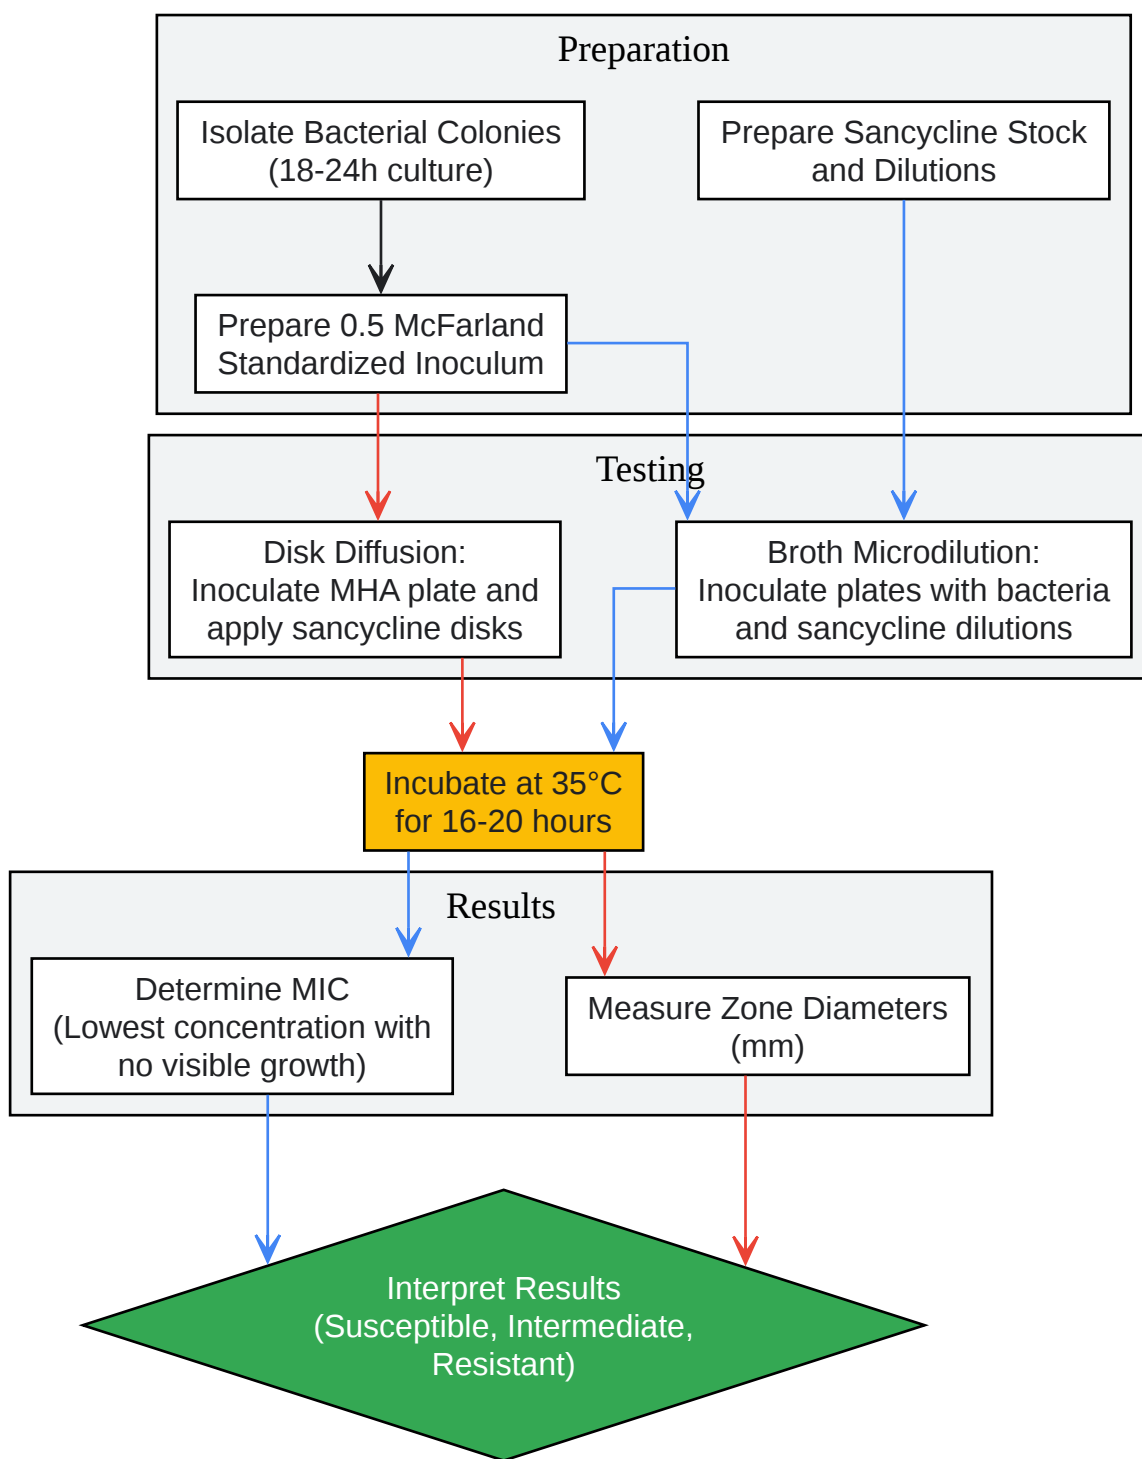 Preparation
Isolate Bacterial Colonies
(18-24h culture)
Prepare Sancycline Stock
and Dilutions
Prepare 0.5 McFarland
Standardized Inoculum
Testing
Disk Diffusion:
Inoculate MHA plate and
apply sancycline disks
Broth Microdilution:
Inoculate plates with bacteria
and sancycline dilutions
Incubate at 35°C
for 16-20 hours
Results
Determine MIC
(Lowest concentration with
no visible growth)
Measure Zone Diameters
(mm)
Interpret Results
(Susceptible, Intermediate,
Resistant)